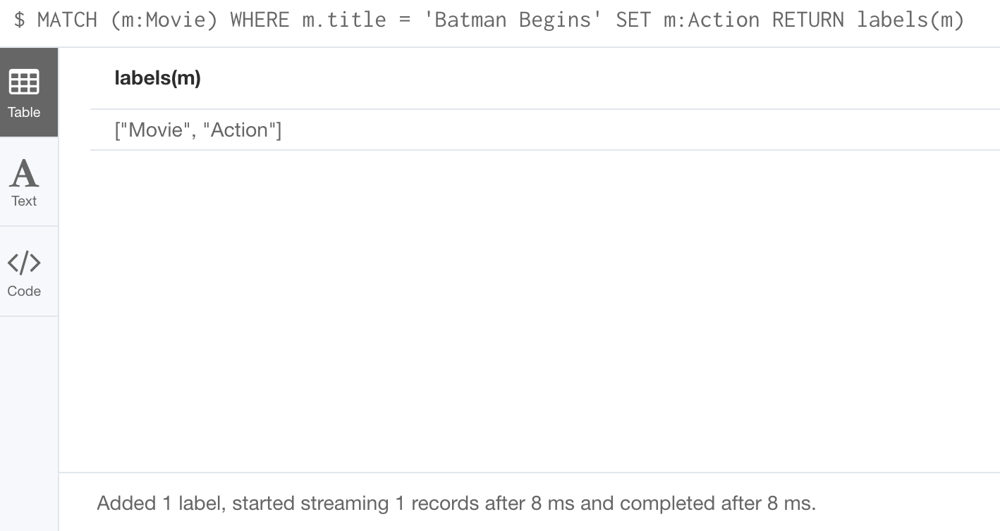 $ MATCH (m:Movie) WHERE m.title = 'Batman Begins' SET m:Action RETURN labels(m)
labels(m)
["Movie", "Action"]
Table
Text
Code
Added 1 label, started streaming 1 records after 8 ms and completed after 8 ms.